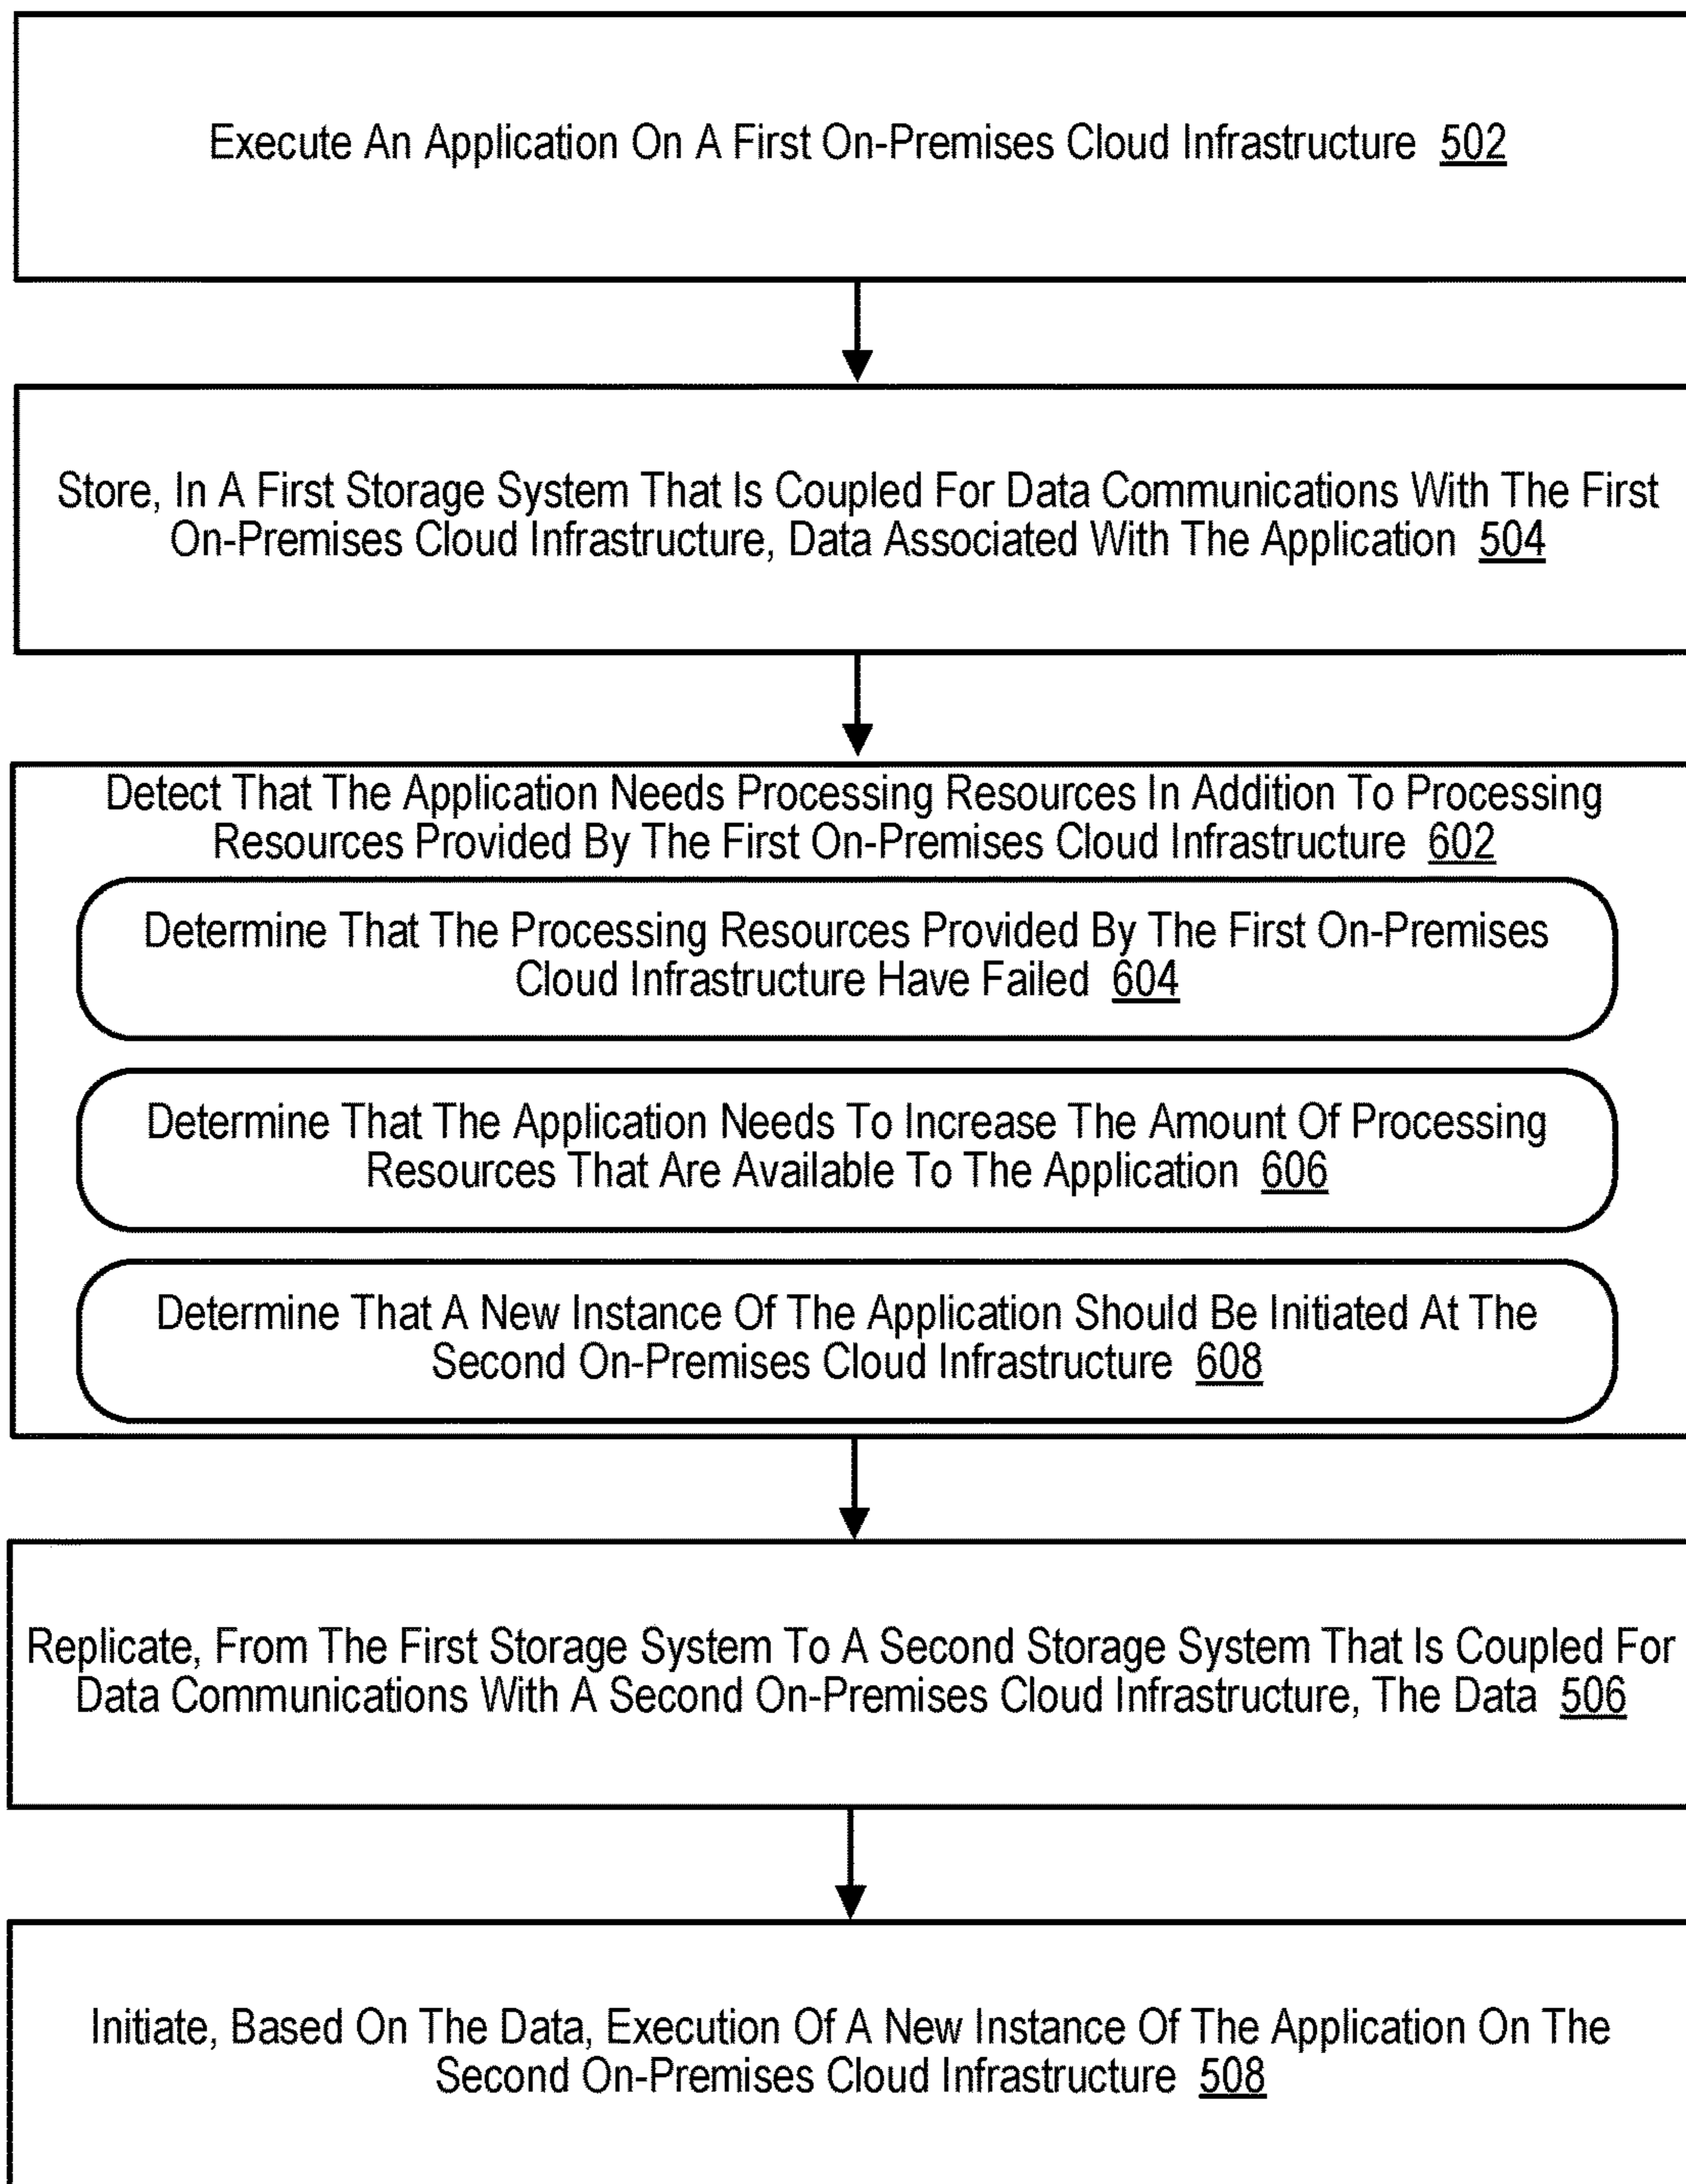 Execute An Application On A First On-Premises Cloud Infrastructure 502
Store, In A First Storage System That Is Coupled For Data Communications With The First
On-Premises Cloud Infrastructure, Data Associated With The Application 504
Detect That The Application Needs Processing Resources In Addition To Processing
Resources Provided By The First On-Premises Cloud Infrastructure 602
Determine That The Processing Resources Provided By The First On-Premises
Cloud Infrastructure Have Failed 604
Determine That The Application Needs To Increase The Amount Of Processing
Resources That Are Available To The Application 606
Determine That A New Instance Of The Application Should Be Initiated At The
Second On-Premises Cloud Infrastructure 608
Replicate, From The First Storage System To A Second Storage System That Is Coupled For
Data Communications With A Second On-Premises Cloud Infrastructure, The Data 506
Initiate, Based On The Data, Execution Of A New Instance Of The Application On The
Second On-Premises Cloud Infrastructure 508